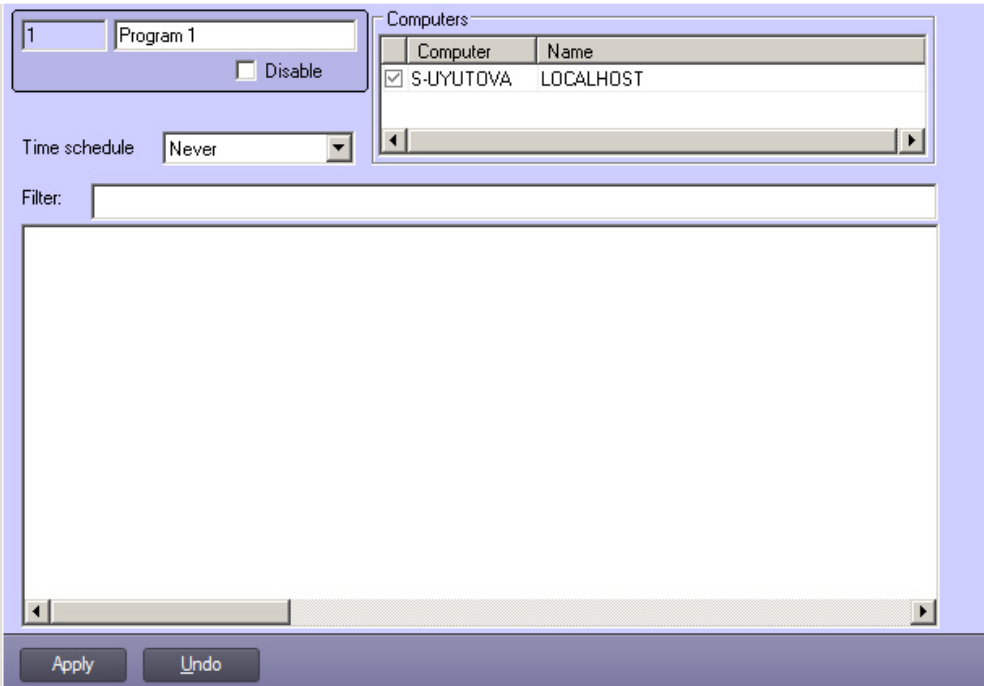 1 Program 1
Disable
Computers
Computer Name
S-UYUTOVA LOCALHOST
Time schedule Never
Filter:
Apply Undo